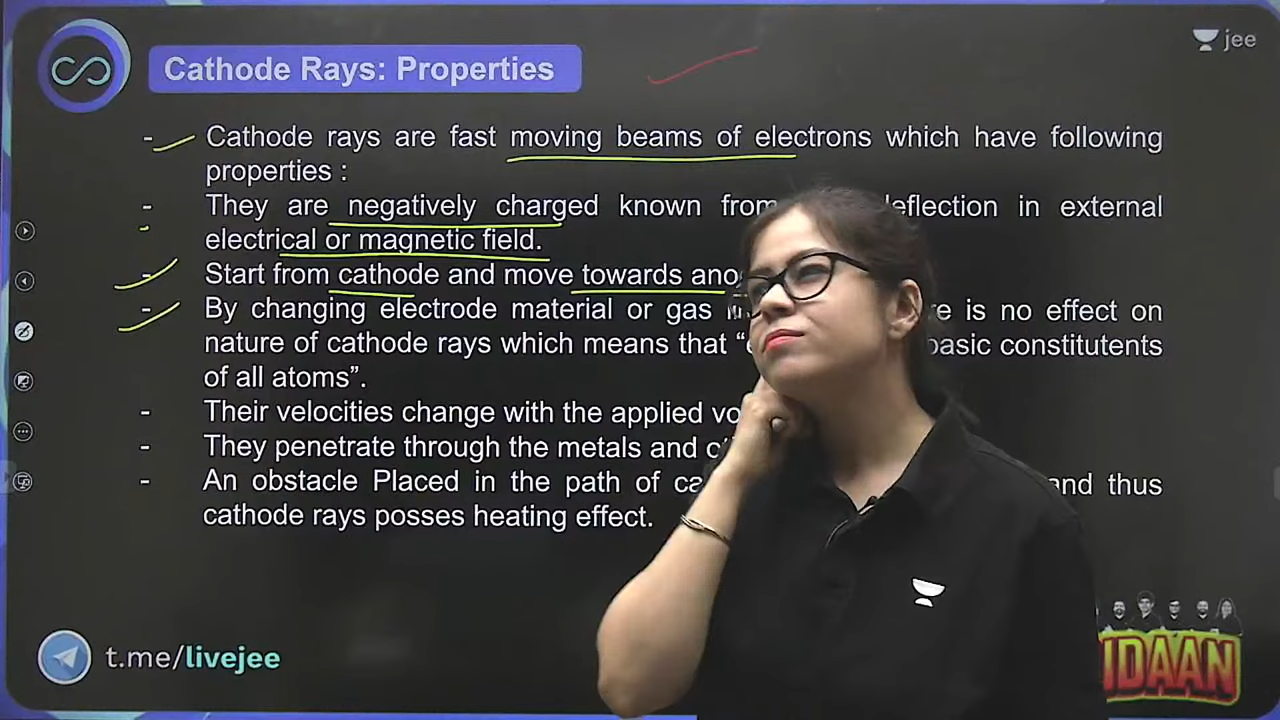 Cathode Rays: Properties
jee
- Cathode rays are fast moving beams of electrons which have following
properties :
- They are negatively charged known from deflection in external
- electrical or magnetic field.
- Start from cathode and move towards
- By changing electrode material or gas is no effect on
nature of cathode rays which means that “ basic constitutents
of all atoms”.
- Their velocities change with the applied
- They penetrate through the metals and
- An obstacle Placed in the path of and thus
cathode rays posses heating effect.
t.me/livejee
IDAAN